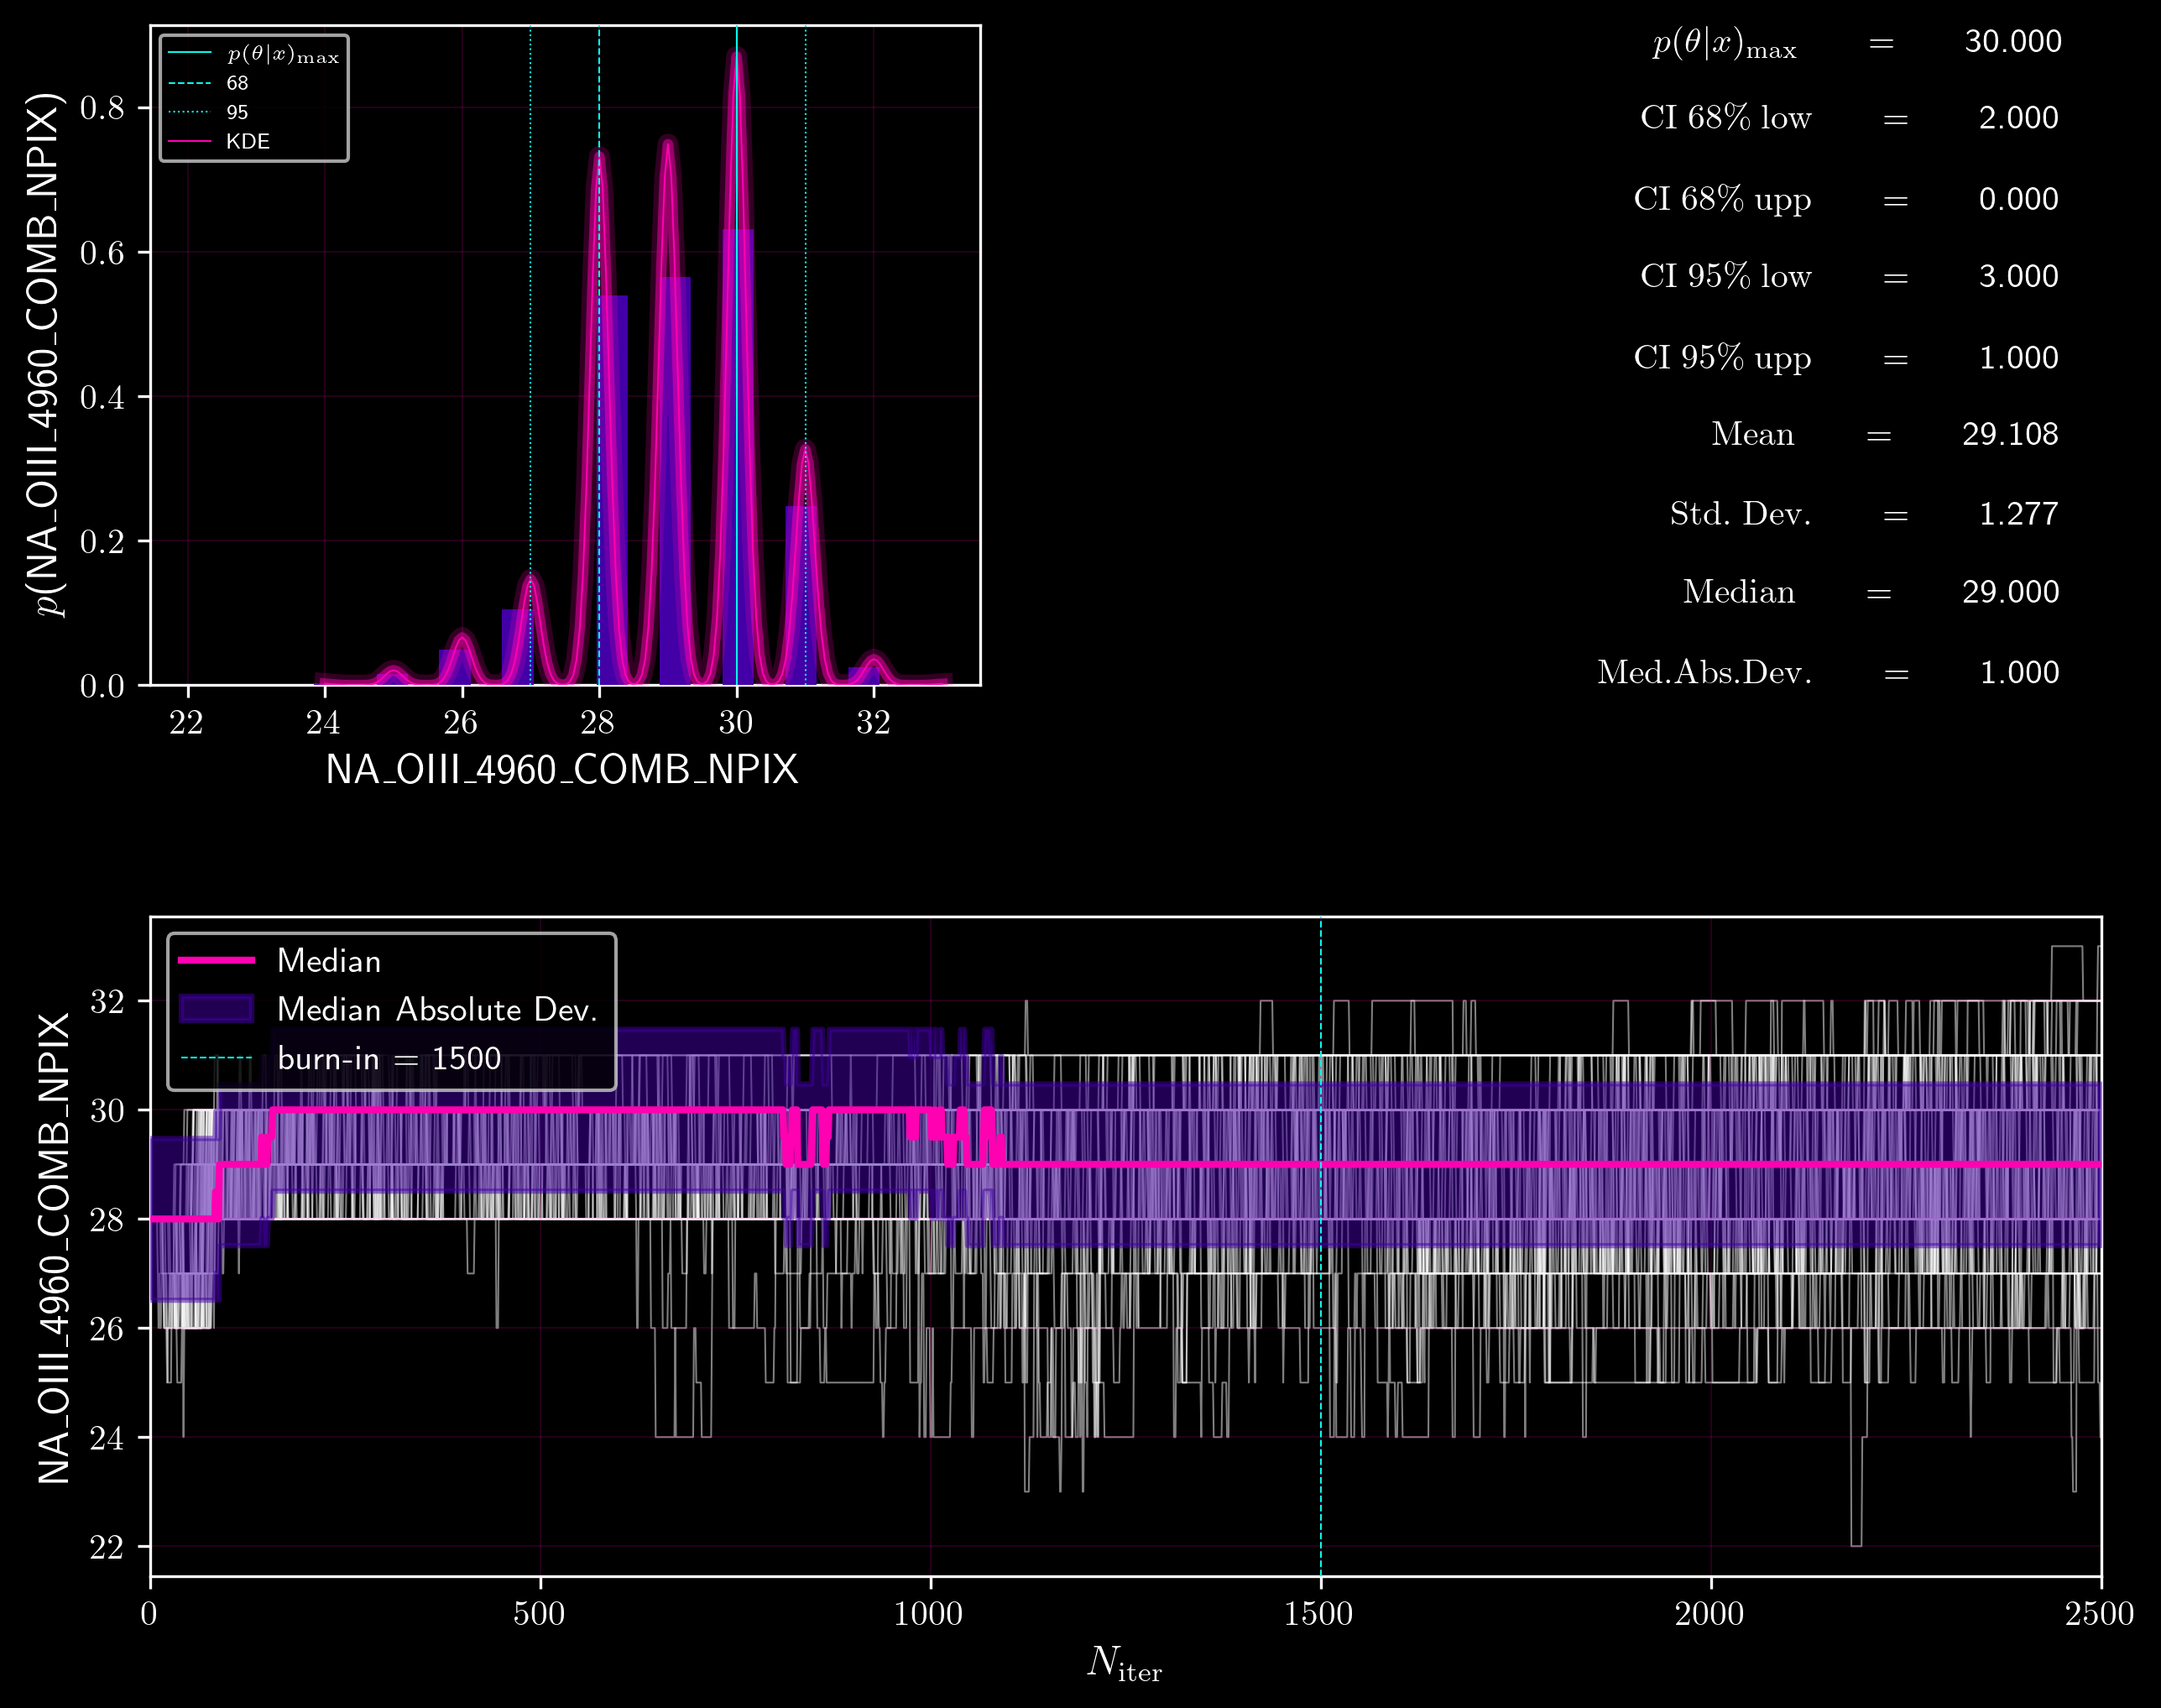 p(θ|x)max
68
95
KDE
p(NA_OIII_4960_COMB_NPIX)
0.8
0.6
0.4
0.2
0.0
22 24 26 28 30 32
NA_OIII_4960_COMB_NPIX
p(θ|x)max = 30.000
CI 68% low = 2.000
CI 68% upp = 0.000
CI 95% low = 3.000
CI 95% upp = 1.000
Mean = 29.108
Std. Dev. = 1.277
Median = 29.000
Med.Abs.Dev. = 1.000
Median
Median Absolute Dev.
burn-in = 1500
NA_OIII_4960_COMB_NPIX
32
30
28
26
24
22
0 500 1000 1500 2000 2500
Niter